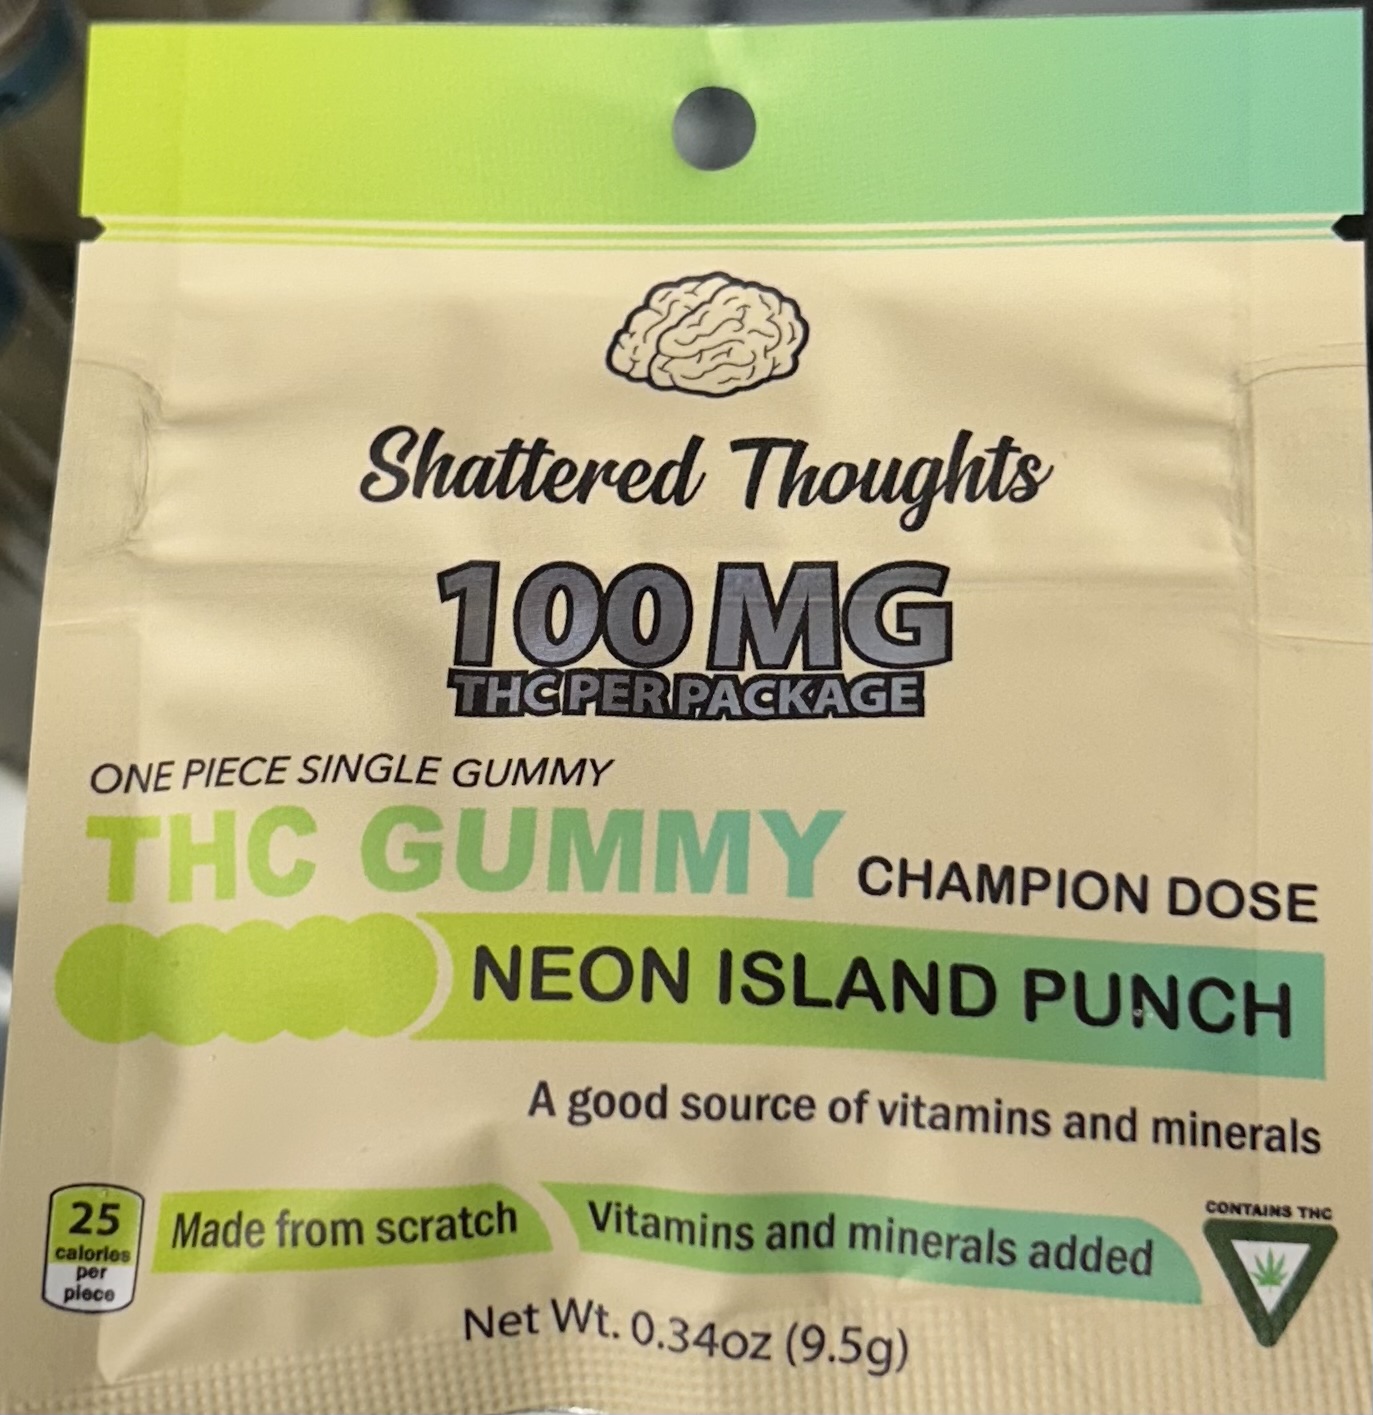 Shattered Thoughts
100 MG
THC PER PACKAGE
ONE PIECE SINGLE GUMMY
THC GUMMY CHAMPION DOSE
NEON ISLAND PUNCH
A good source of vitamins and minerals
25
calories
per
piece
Made from scratch
Vitamins and minerals added
CONTAINS THC
Net Wt. 0.34oz (9.5g)